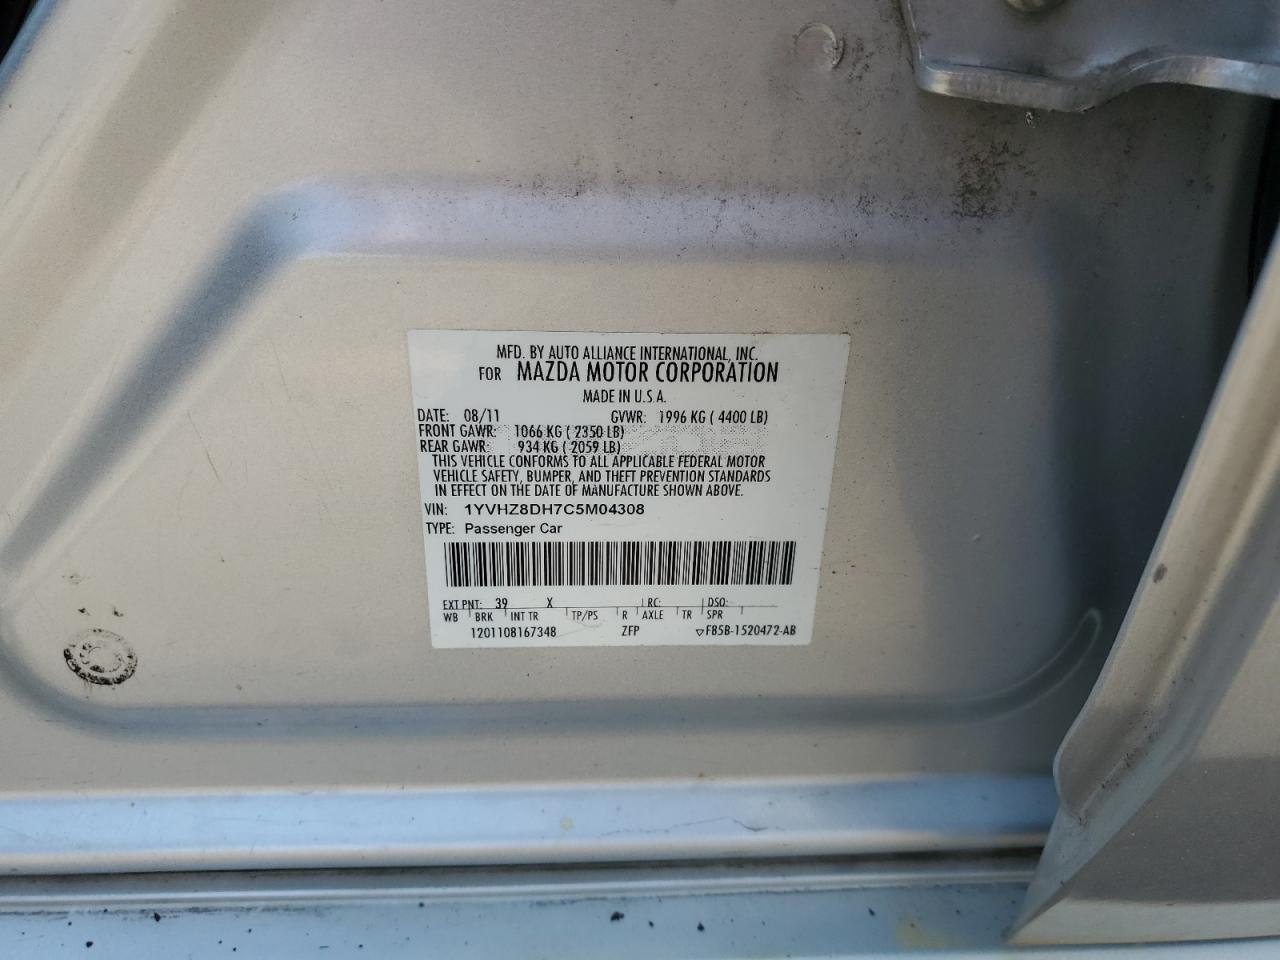 MFD. BY AUTO ALLIANCE INTERNATIONAL, INC.
FOR MAZDA MOTOR CORPORATION
MADE IN U.S.A.
DATE: 08/11 GVWR: 1996 KG ( 4400 LB)
FRONT GAWR: 1066 KG ( 2350 LB)
REAR GAWR: 934 KG ( 2059 LB)
THIS VEHICLE CONFORMS TO ALL APPLICABLE FEDERAL MOTOR
VEHICLE SAFETY, BUMPER, AND THEFT PREVENTION STANDARDS
IN EFFECT ON THE DATE OF MANUFACTURE SHOWN ABOVE.
VIN: 1YVHZ8DH7C5M04308
TYPE: Passenger Car
EXT PNT: 39 X RC: DSO:
WB BRK INT TR TP/PS R AXLE TR SPR
1201108167348 ZFP ▽F85B-1520472-AB